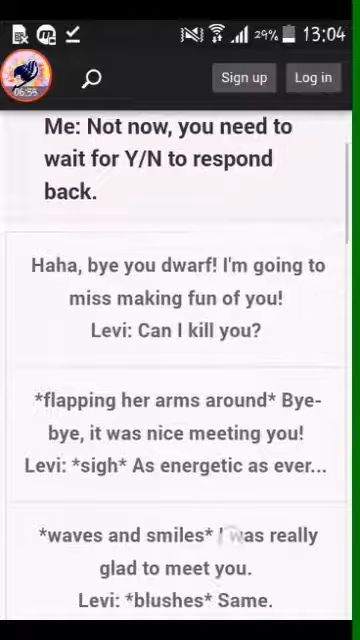 29% 13:04
06:55
Sign up Log in
Me: Not now, you need to
wait for Y/N to respond
back.
Haha, bye you dwarf! I'm going to
miss making fun of you!
Levi: Can I kill you?
*flapping her arms around* Bye-
bye, it was nice meeting you!
Levi: *sigh* As energetic as ever...
*waves and smiles* I was really
glad to meet you.
Levi: *blushes* Same.